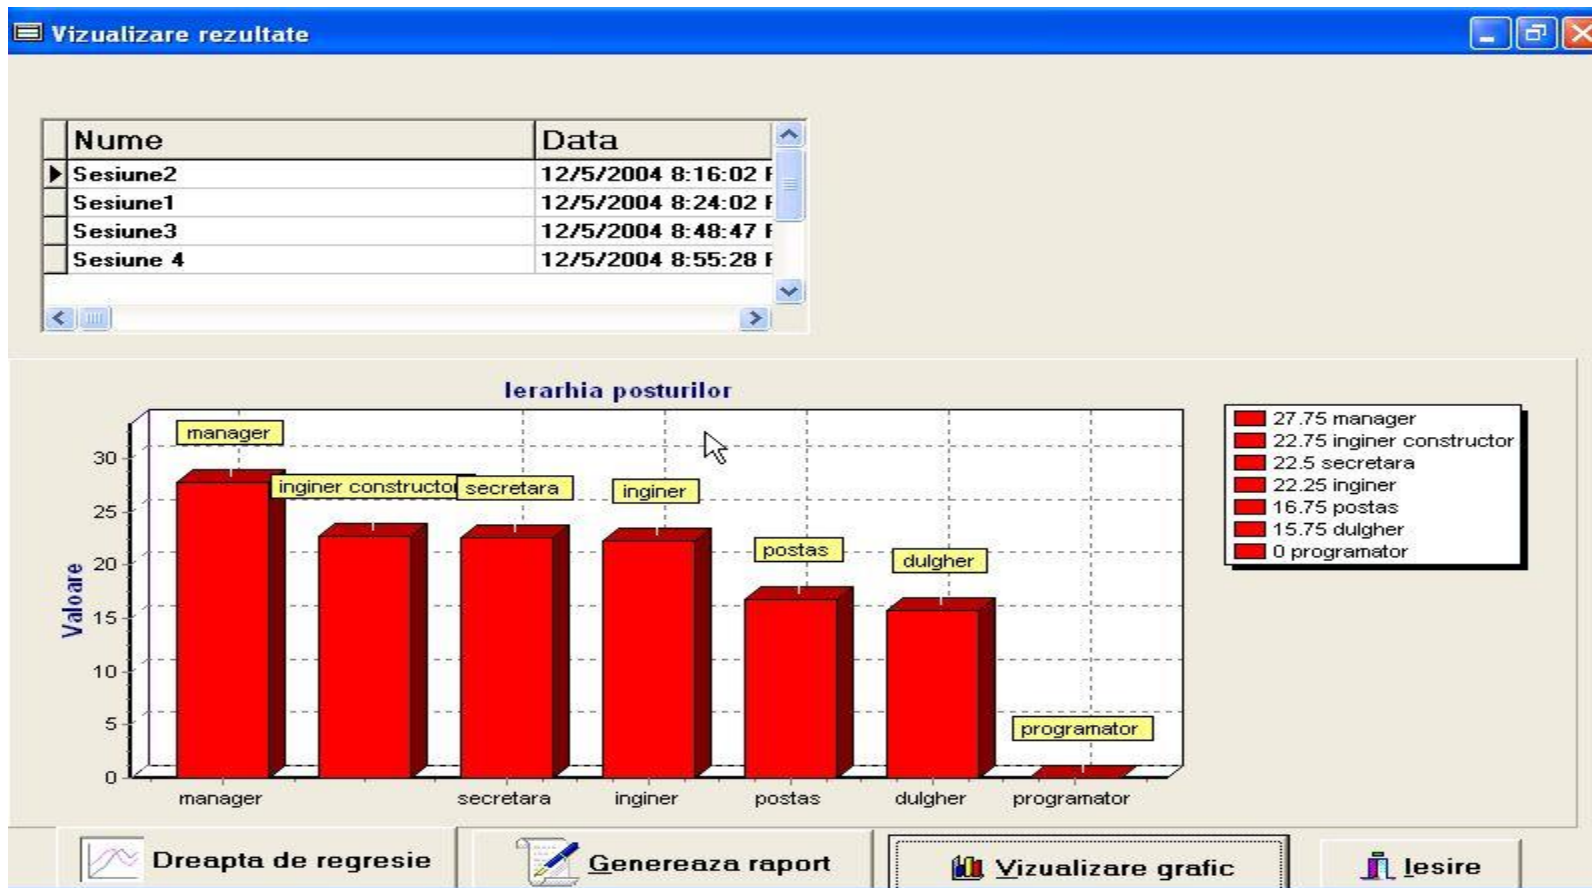 Vizualizare rezultate
Nume Data
Sesiune2 12/5/2004 8:16:02
Sesiune1 12/5/2004 8:24:02
Sesiune3 12/5/2004 8:48:47
Sesiune 4 12/5/2004 8:55:28
Ierarhia posturilor
manager
inginer constructor
secretara
inginer
postas
dulgher
programator
Valoare
30
25
20
15
10
5
0
manager secretara inginer postas dulgher programator
27.75 manager
22.75 inginer constructor
22.5 secretara
22.25 inginer
16.75 postas
15.75 dulgher
0 programator
Dreapta de regresie Genereaza raport Vizualizare grafic Iesire